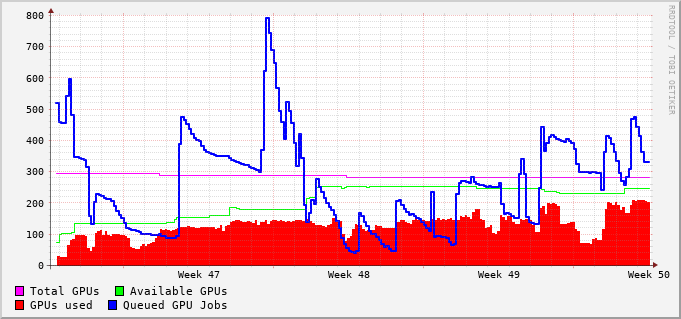 800
700
600
500
400
300
200
100
0
Week 47 Week 48 Week 49 Week 50
Total GPUs Available GPUs
GPUs used Queued GPU Jobs
RRDTOOL / TOBI OETIKER